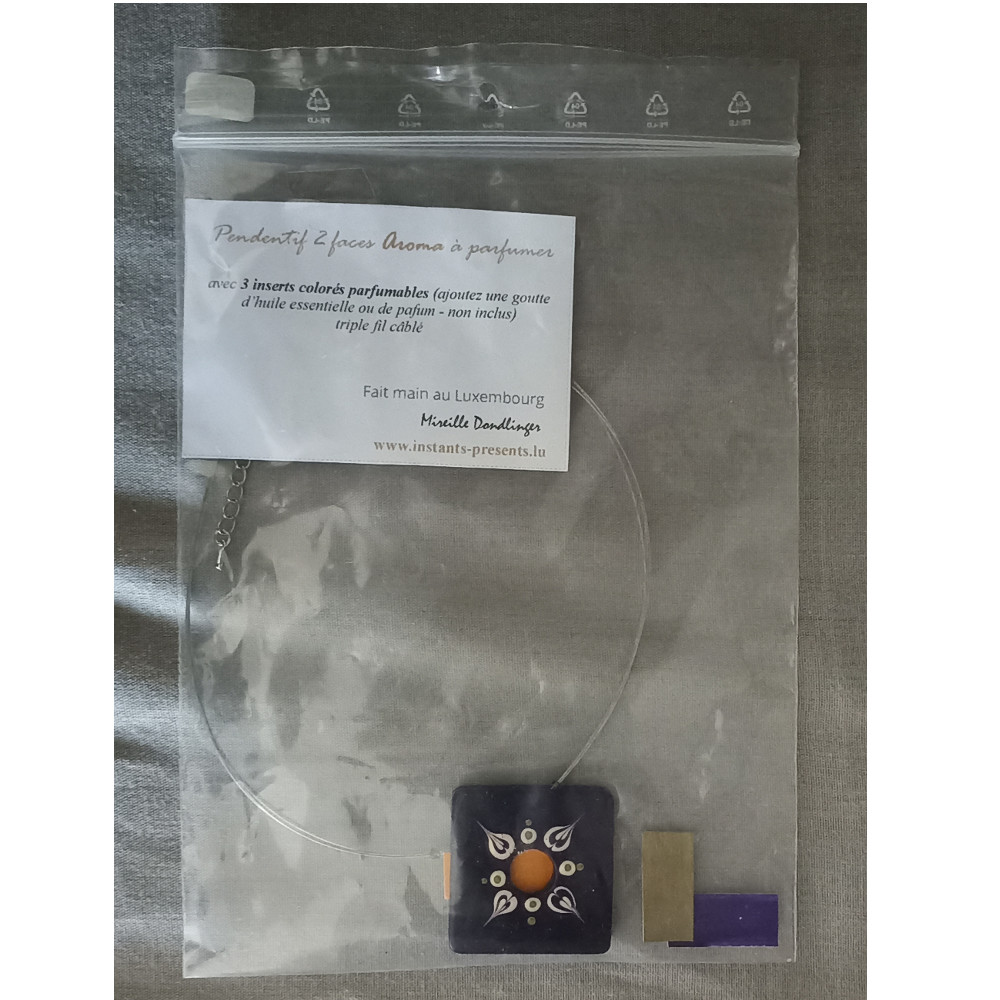 Pendentif 2 faces Aroma à parfumer
avec 3 inserts colorés parfumables (ajoutez une goutte
d'huile essentielle ou de pafum - non inclus)
triple fil câblé
Fait main au Luxembourg
Mireille Dondlinger
www.instants-presents.lu